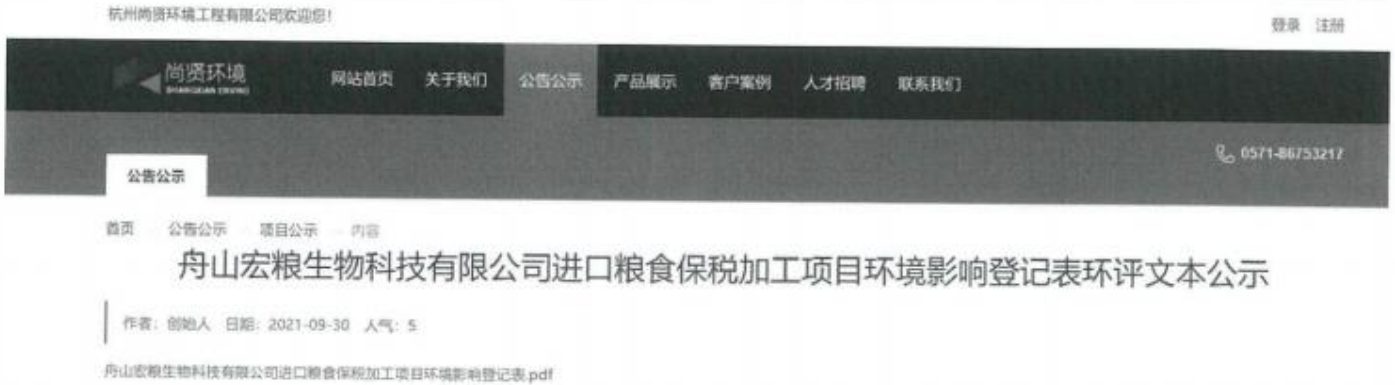 杭州尚贤环境工程有限公司欢迎您!
登录 注册
尚贤环境
网站首页 关于我们 公告公示 产品展示 客户案例 人才招聘 联系我们
0571-86753217
公告公示
首页 公告公示 项目公示 内容
舟山宏粮生物科技有限公司进口粮食保税加工项目环境影响登记表环评文本公示
作者: 创始人 日期: 2021-09-30 人气: 5
舟山宏粮生物科技有限公司进口粮食保税加工项目环境影响登记表.pdf